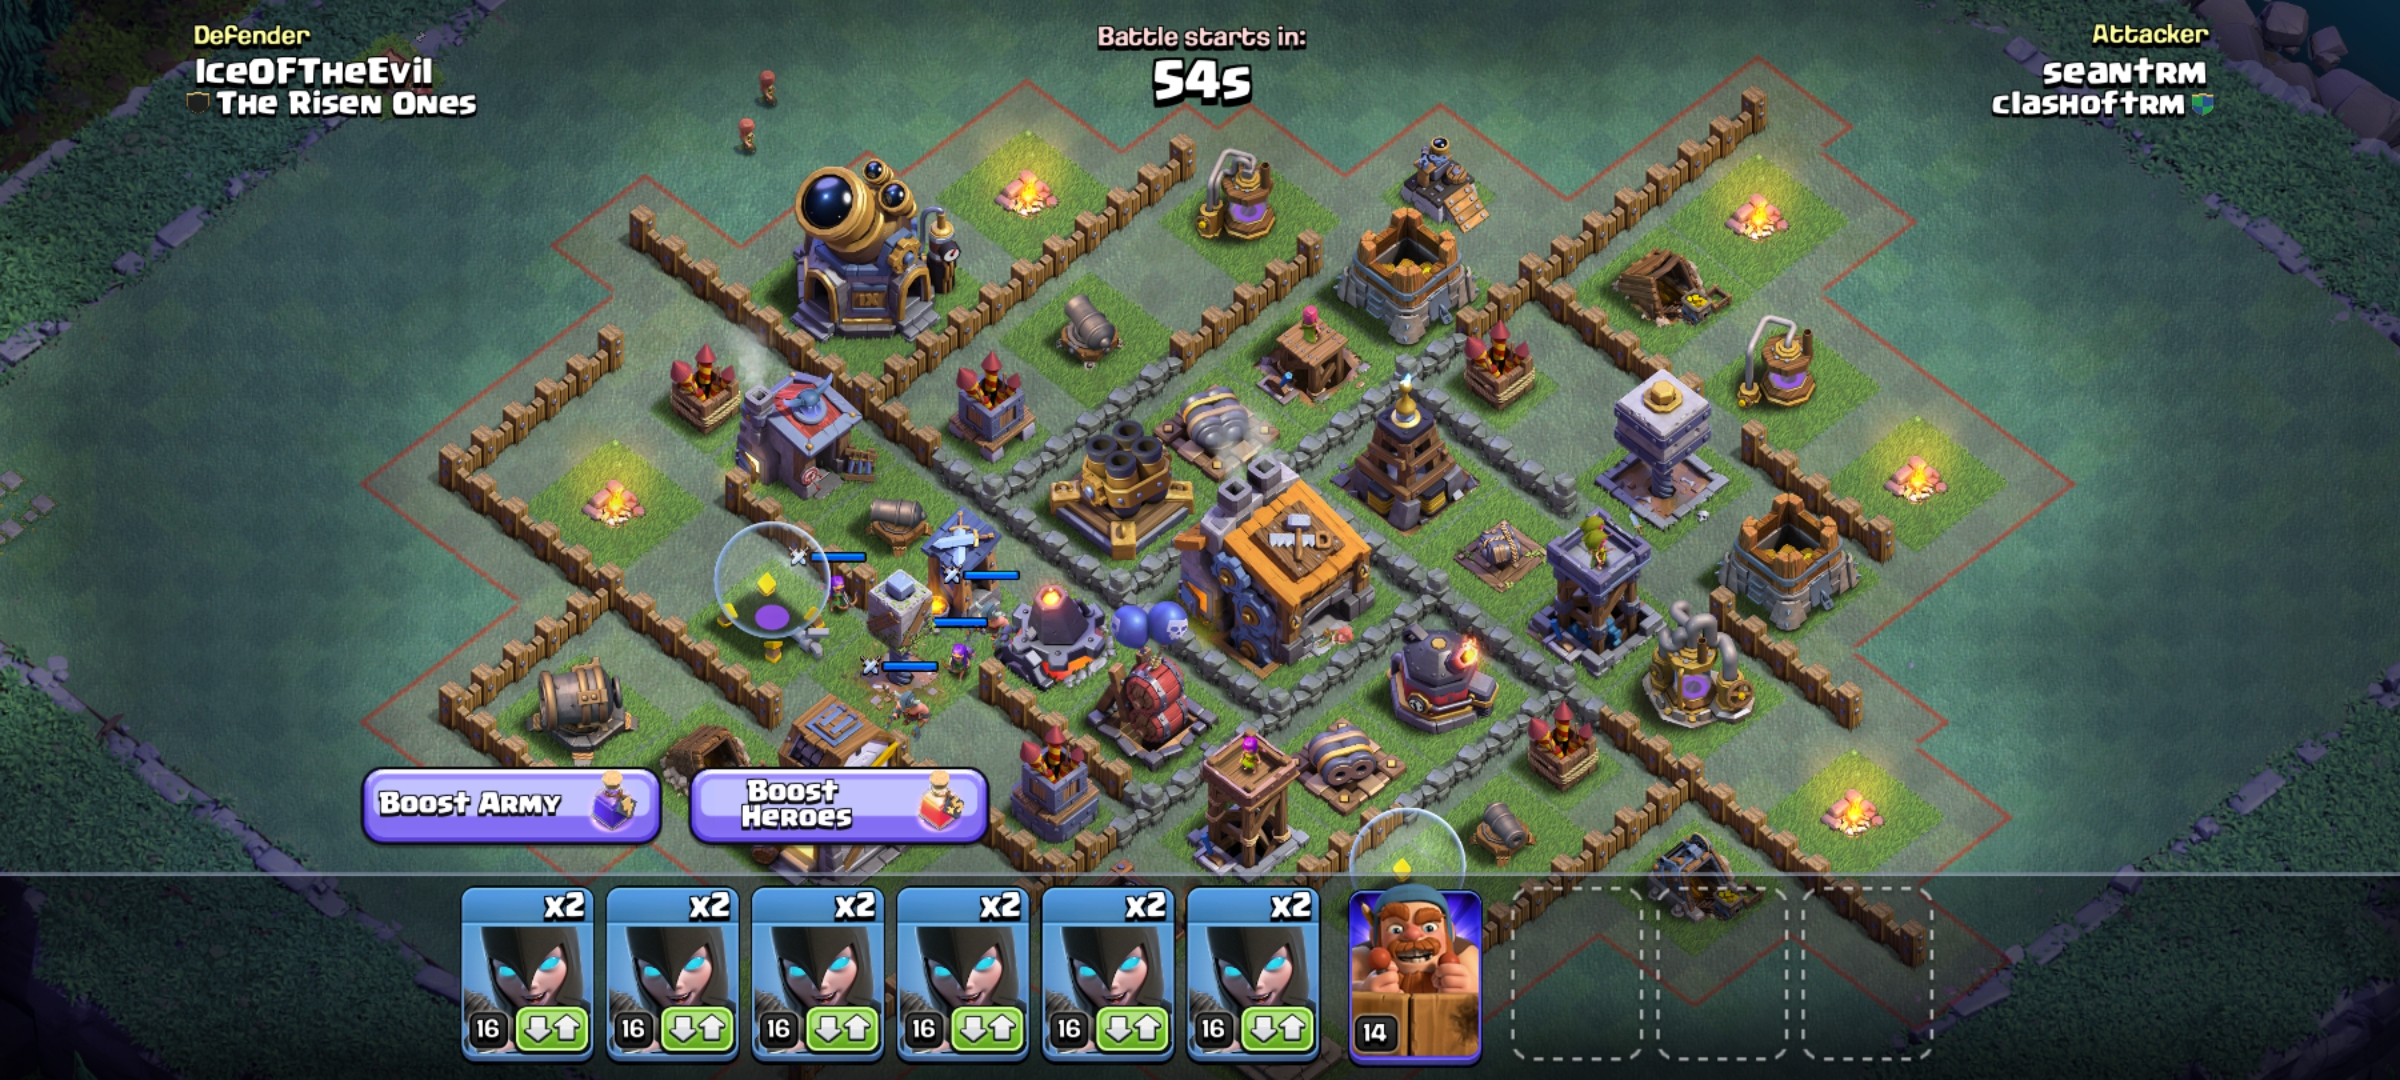 Defender
IceOFTheEvil
The Risen Ones
Battle starts in:
54s
Attacker
seantRM
clashoftRM
Boost Army
Boost
Heroes
x2
x2
x2
x2
x2
x2
16
16
16
16
16
16
14